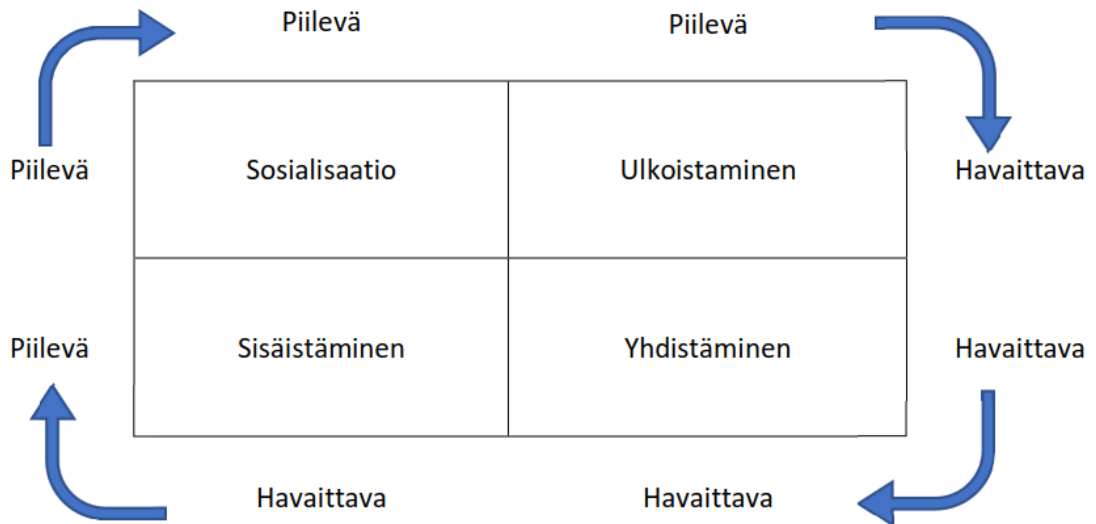 Piilevä Piilevä
Piilevä Sosialisaatio Ulkoistaminen Havaittava
Piilevä Sisäistäminen Yhdistäminen Havaittava
Havaittava Havaittava